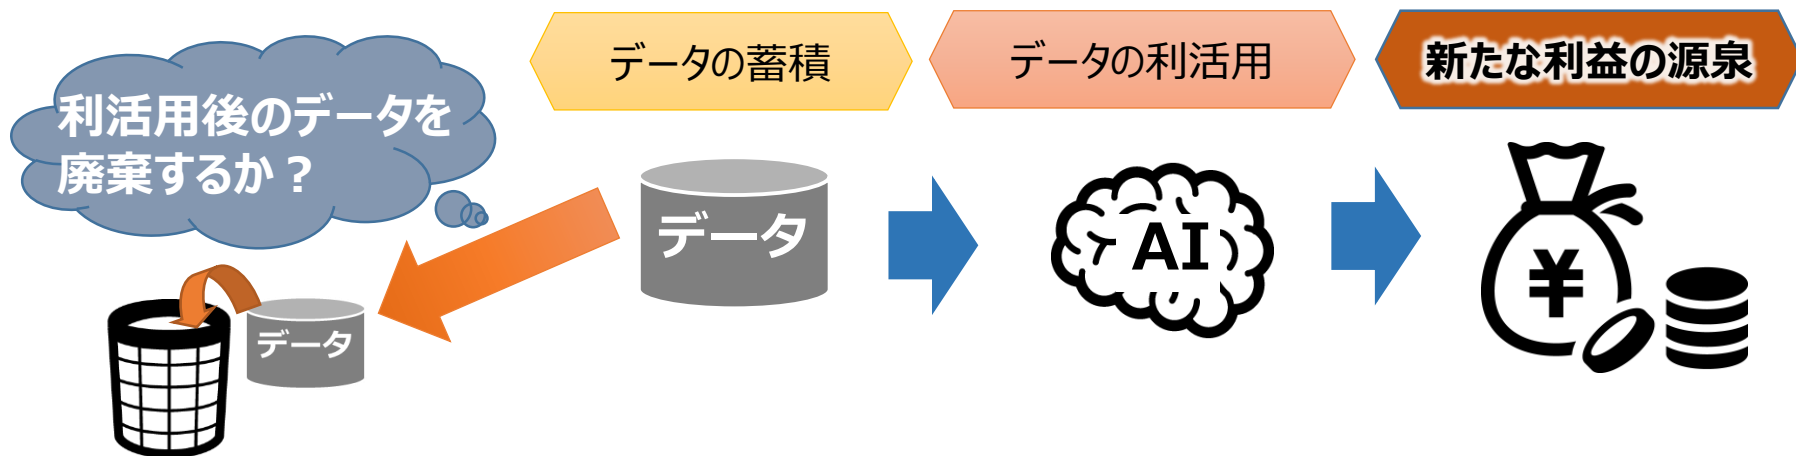 データの蓄積
データの利活用
新たな利益の源泉
利活用後のデータを
廃棄するか？
データ
AI
¥
データ